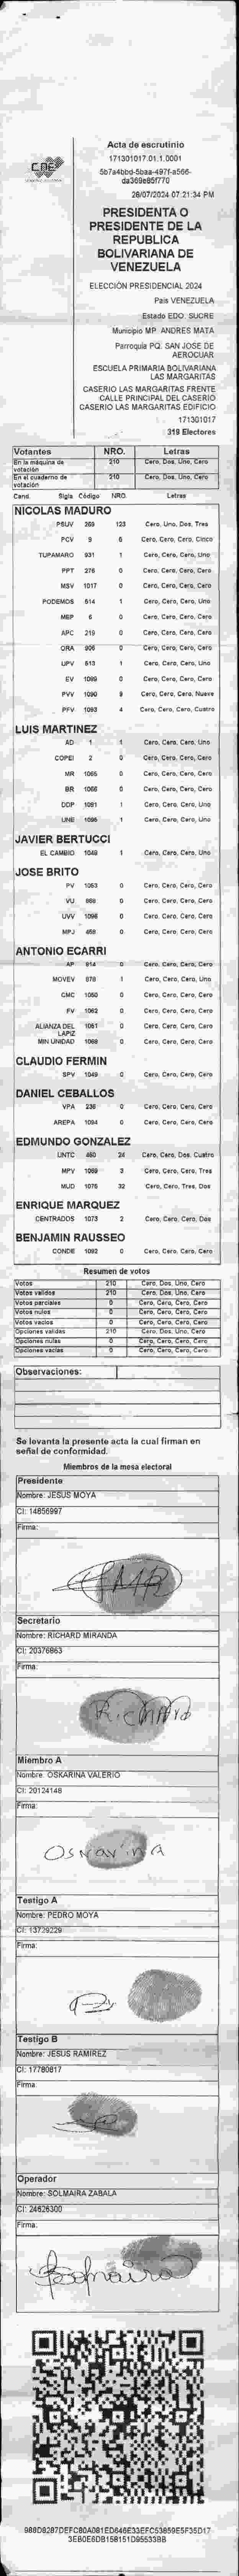 CNE
Acta de escrutinio
171301017.01.1.0001
28/07/2024 07:21:34 PM
PRESIDENTA O
PRESIDENTE DE LA
REPUBLICA
BOLIVARIANA DE
VENEZUELA
ELECCIÓN PRESIDENCIAL 2024
Pais VENEZUELA
Estado EDO. SUCRE
Municipio MP. ANDRES MATA
Parroquia PQ. SAN JOSE DE
AEROCUAR
ESCUELA PRIMARIA BOLIVARIANA
LAS MARGARITAS
CASERIO LAS MARGARITAS FRENTE
CALLE PRINCIPAL DEL CASERIO
CASERIO LAS MARGARITAS EDIFICIO
171301017
319 Electores
Votantes NRO. Letras
En la máquina de votación 210 Cero, Dos, Uno, Cero
En el cuaderno de votación 210 Cero, Dos, Uno, Cero
Cand. Sigla Código NRO. Letras
NICOLAS MADURO
PSUV 269 123 Cero, Uno, Dos, Tres
PCV 9 5 Cero, Cero, Cero, Cinco
TUPAMARO 931 1 Cero, Cero, Cero, Uno
PPT 276 0 Cero, Cero, Cero, Cero
MSV 1017 0 Cero, Cero, Cero, Cero
PODEMOS 514 1 Cero, Cero, Cero, Uno
MEP 6 0 Cero, Cero, Cero, Cero
APC 219 0 Cero, Cero, Cero, Cero
ORA 906 0 Cero, Cero, Cero, Cero
UPV 513 1 Cero, Cero, Cero, Uno
EV 1089 0 Cero, Cero, Cero, Cero
PVV 1090 9 Cero, Cero, Cero, Nueve
PFV 1093 4 Cero, Cero, Cero, Cuatro
LUIS MARTINEZ
AD 1 1 Cero, Cero, Cero, Uno
COPEI 2 0 Cero, Cero, Cero, Cero
MR 1065 0 Cero, Cero, Cero, Cero
BR 1066 0 Cero, Cero, Cero, Cero
DDP 1091 1 Cero, Cero, Cero, Uno
UNE 1095 1 Cero, Cero, Cero, Uno
JAVIER BERTUCCI
EL CAMBIO 1048 1 Cero, Cero, Cero, Uno
JOSE BRITO
PV 1053 0 Cero, Cero, Cero, Cero
VU 868 0 Cero, Cero, Cero, Cero
UVV 1096 0 Cero, Cero, Cero, Cero
MPJ 468 0 Cero, Cero, Cero, Cero
ANTONIO ECARRI
AP 914 0 Cero, Cero, Cero, Cero
MOVEV 978 1 Cero, Cero, Cero, Uno
CMC 1050 0 Cero, Cero, Cero, Cero
FV 1062 0 Cero, Cero, Cero, Cero
ALIANZA DEL LAPIZ 1061 0 Cero, Cero, Cero, Cero
MIN UNIDAD 1069 0 Cero, Cero, Cero, Cero
CLAUDIO FERMIN
SPV 1049 0 Cero, Cero, Cero, Cero
DANIEL CEBALLOS
VPA 236 0 Cero, Cero, Cero, Cero
AREPA 1094 0 Cero, Cero, Cero, Cero
EDMUNDO GONZALEZ
UNTC 450 24 Cero, Cero, Dos, Cuatro
MPV 1069 3 Cero, Cero, Cero, Tres
MUD 1076 32 Cero, Cero, Tres, Dos
ENRIQUE MARQUEZ
CENTRADOS 1073 2 Cero, Cero, Cero, Dos
BENJAMIN RAUSSEO
CONDE 1092 0 Cero, Cero, Cero, Cero
Resumen de votos
Votos 210 Cero, Dos, Uno, Cero
Votos validos 210 Cero, Dos, Uno, Cero
Votos parciales 0 Cero, Cero, Cero, Cero
Votos nulos 0 Cero, Cero, Cero, Cero
Votos vacios 0 Cero, Cero, Cero, Cero
Opciones validas 210 Cero, Dos, Uno, Cero
Opciones nulas 0 Cero, Cero, Cero, Cero
Opciones vacias 0 Cero, Cero, Cero, Cero
Observaciones:
Se levanta la presente acta la cual firman en
señal de conformidad.
Miembros de la mesa electoral
Presidente
Nombre: JESUS MOYA
CI: 14856997
Firma:
Secretario
Nombre: RICHARD MIRANDA
CI: 20376863
Firma:
RichArd
Miembro A
Nombre: OSKARINA VALERIO
CI: 20124148
Firma:
Testigo A
Nombre: PEDRO MOYA
CI: 13729229
Firma:
Testigo B
Nombre: JESUS RAMIREZ
CI: 17780817
Firma:
Operador
Nombre: SOLMAIRA ZABALA
CI: 24626300
Firma: